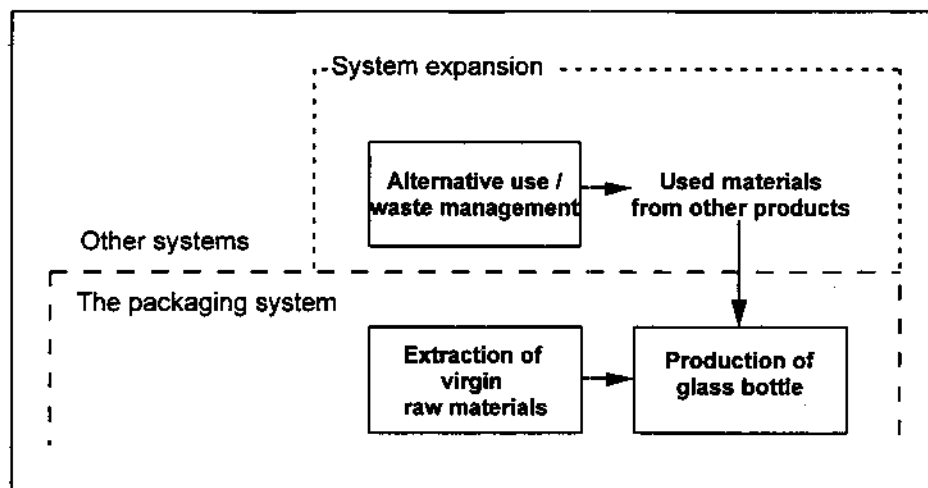 System expansion
Alternative use /
waste management
Used materials
from other products
Other systems
The packaging system
Extraction of
virgin
raw materials
Production of
glass bottle